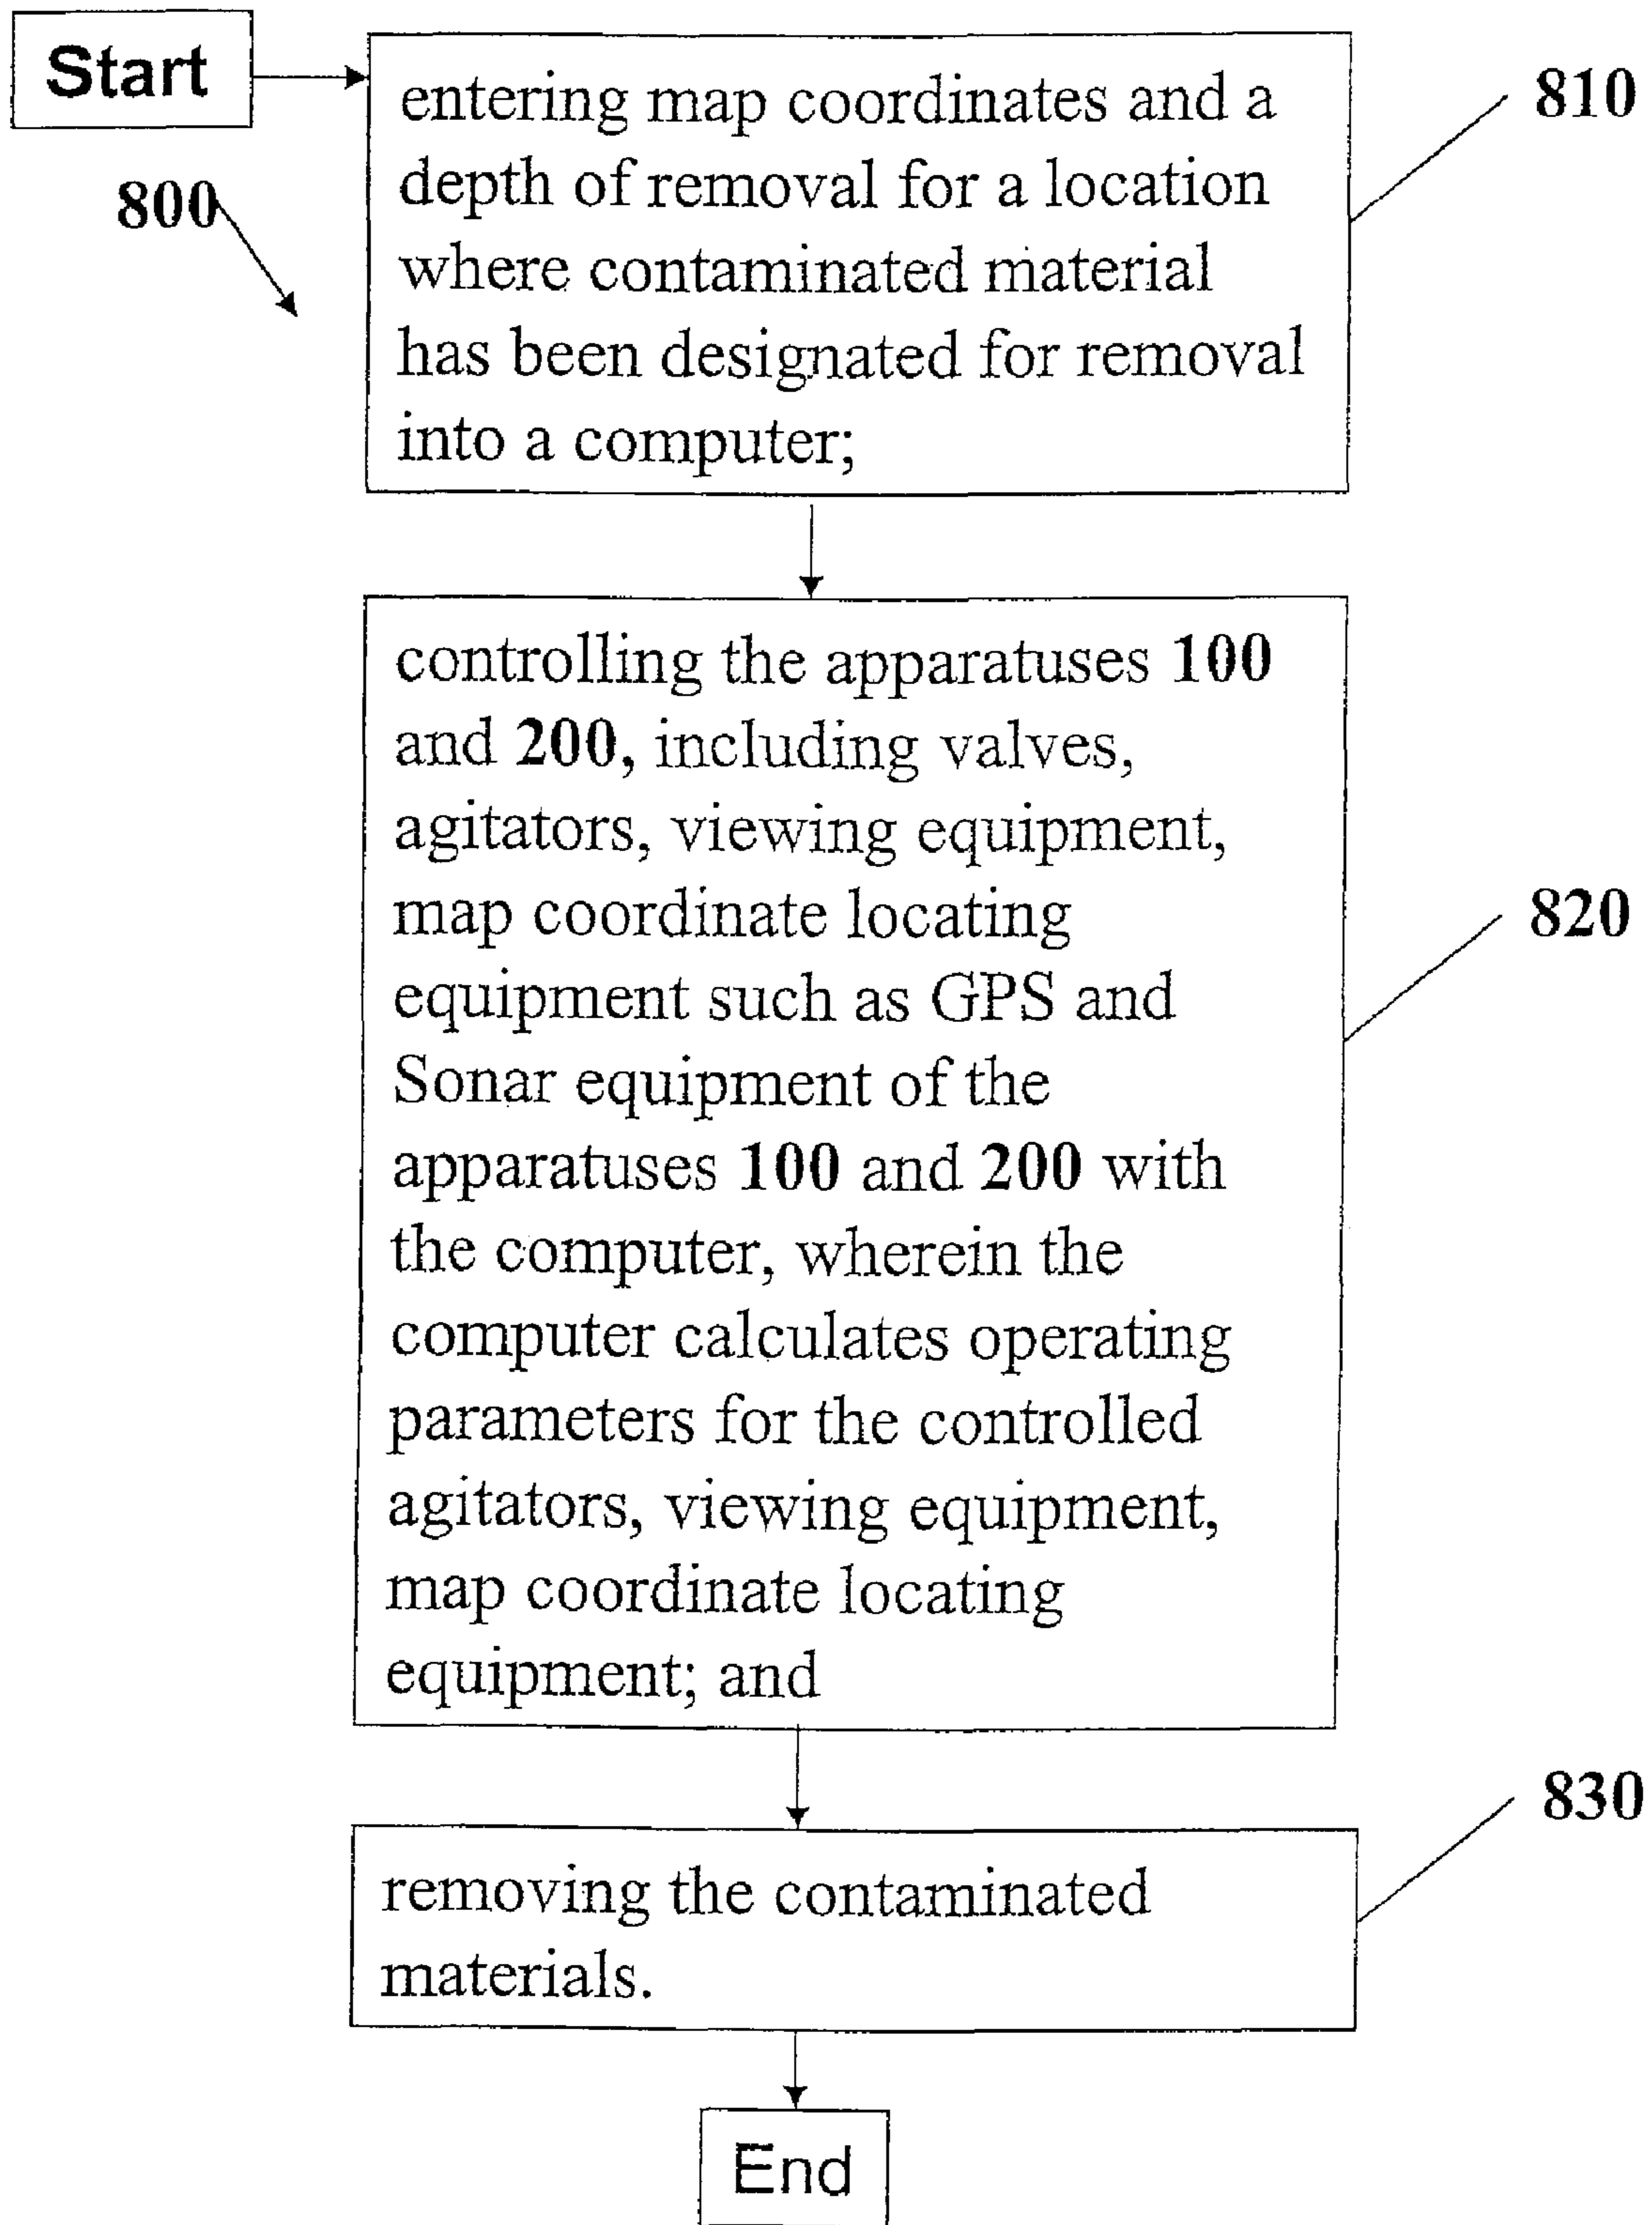 Start
800
entering map coordinates and a
depth of removal for a location
where contaminated material
has been designated for removal
into a computer;
810
controlling the apparatuses 100
and 200, including valves,
agitators, viewing equipment,
map coordinate locating
equipment such as GPS and
Sonar equipment of the
apparatuses 100 and 200 with
the computer, wherein the
computer calculates operating
parameters for the controlled
agitators, viewing equipment,
map coordinate locating
equipment; and
820
removing the contaminated
materials.
830
End